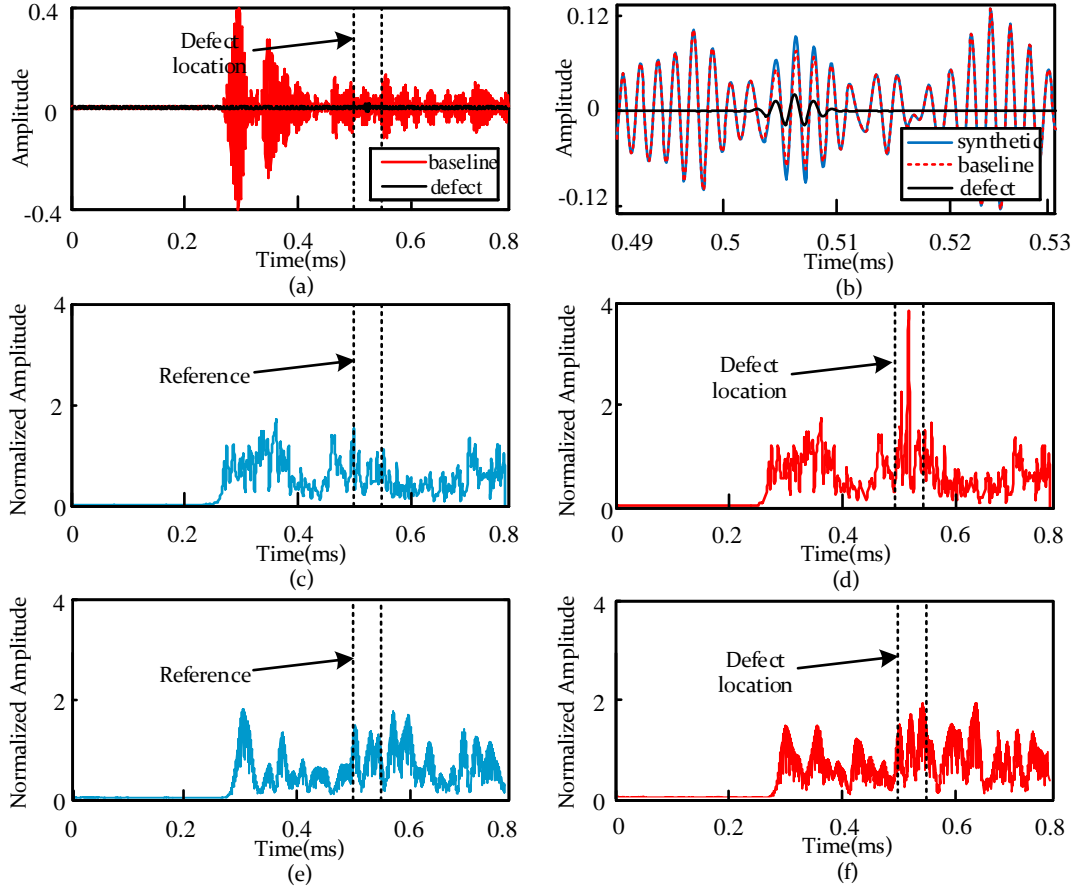 0.4
Defect
location
Amplitude
0
baseline
defect
-0.4
0
0.2
0.4
0.6
0.8
Time(ms)
(a)
0.12
Amplitude
0
synthetic
baseline
defect
-0.12
0.49
0.5
0.51
0.52
0.53
Time(ms)
(b)
4
Reference
Normalized Amplitude
2
0
0
0.2
0.4
0.6
0.8
Time(ms)
(c)
4
Defect
location
Normalized Amplitude
2
0
0
0.2
0.4
0.6
0.8
Time(ms)
(d)
4
Reference
Normalized Amplitude
2
0
0
0.2
0.4
0.6
0.8
Time(ms)
(e)
4
Defect
location
Normalized Amplitude
2
0
0
0.2
0.4
0.6
0.8
Time(ms)
(f)